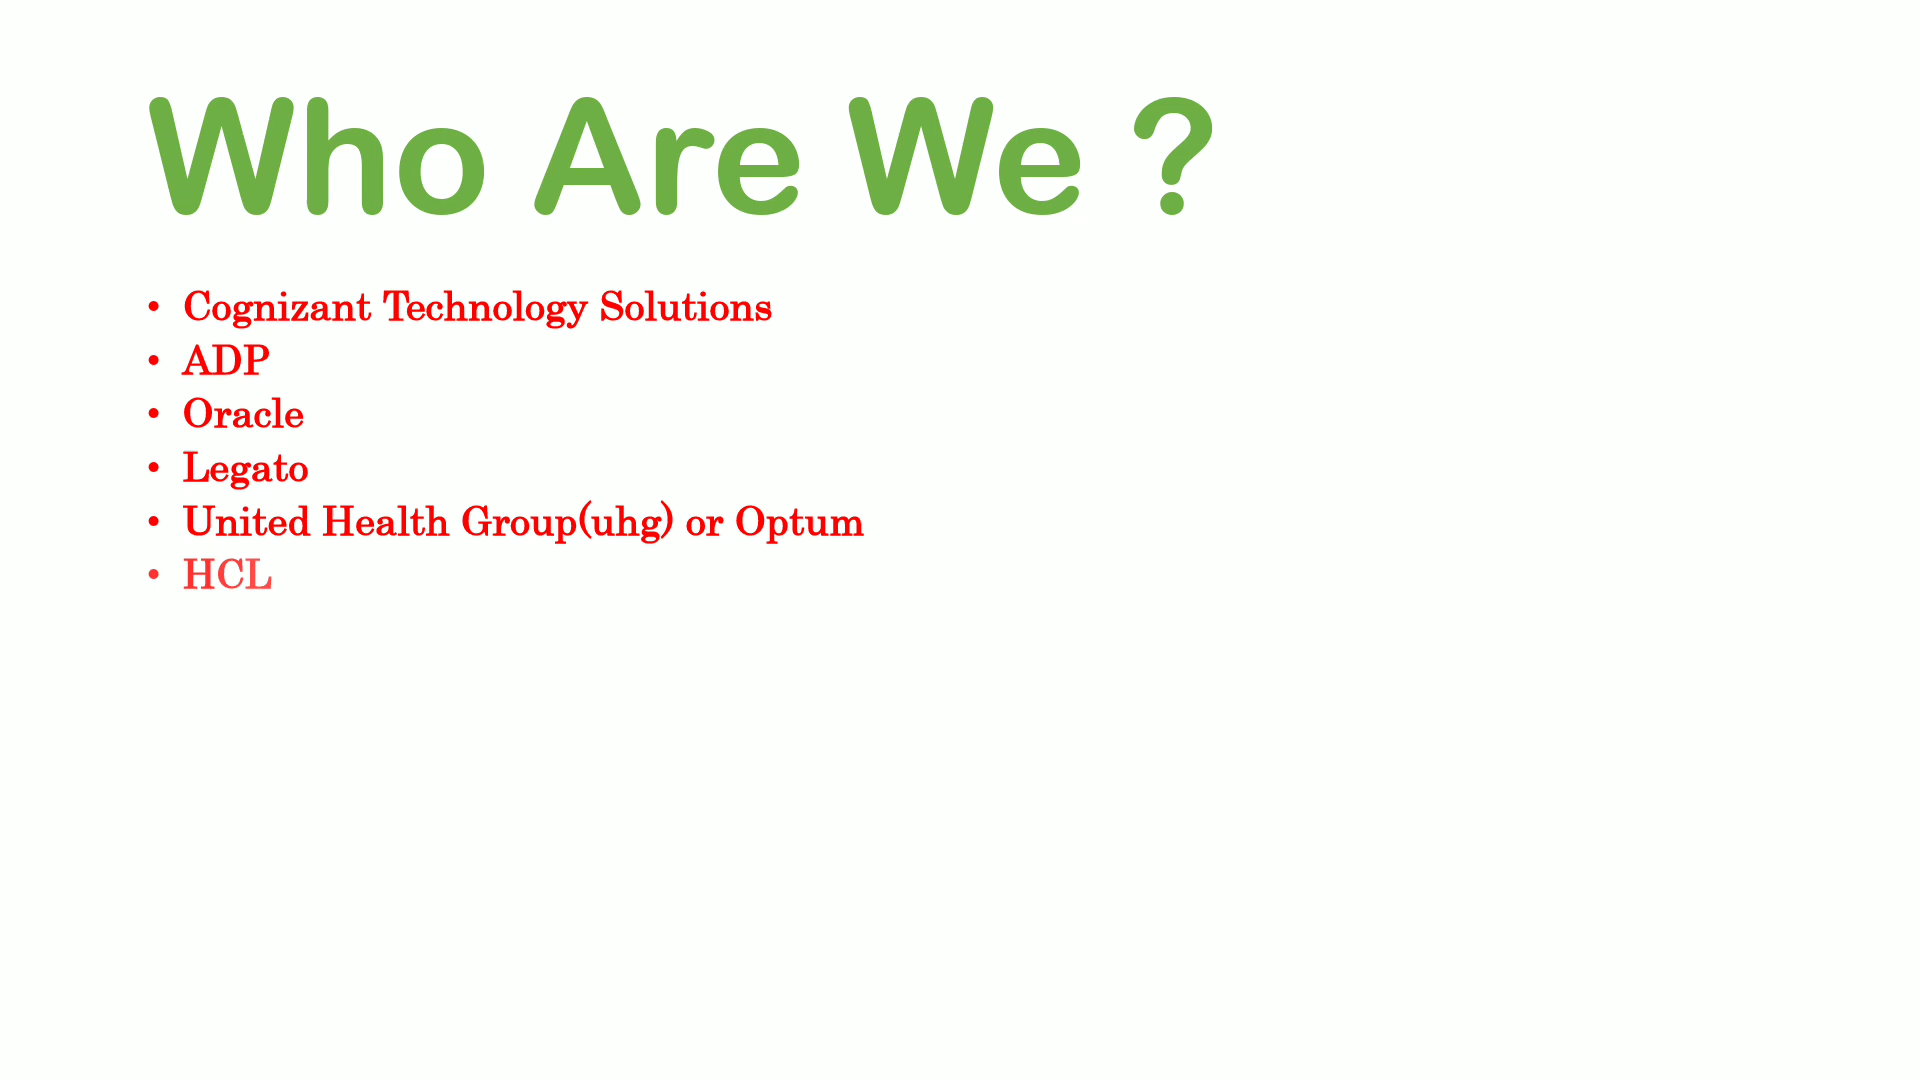 Who Are We ?
• Cognizant Technology Solutions
• ADP
• Oracle
• Legato
• United Health Group(uhg) or Optum
• HCL